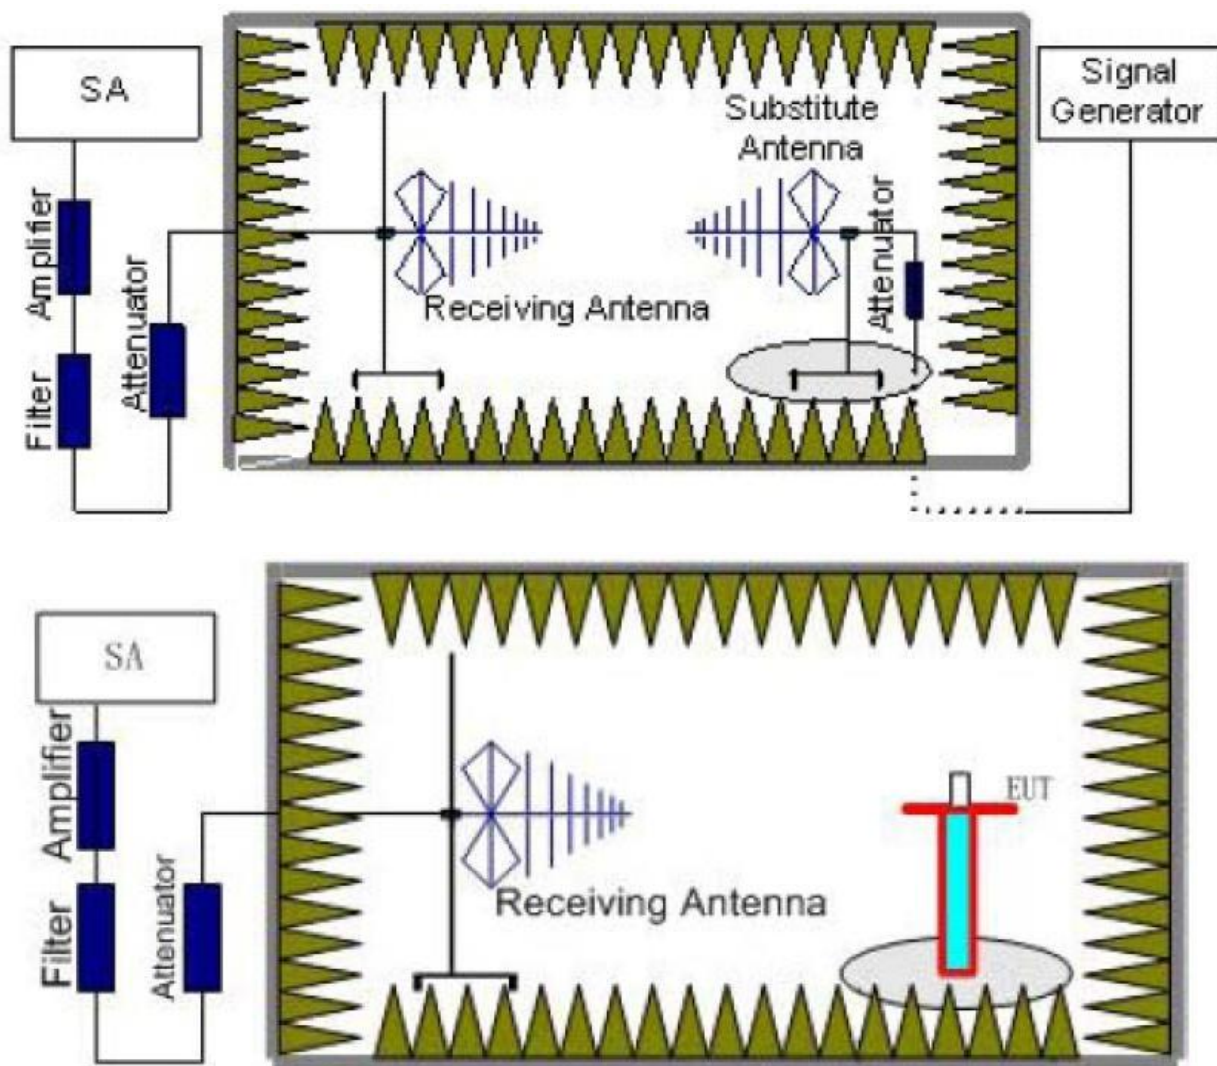 SA
Signal
Generator
Substitute
Antenna
Amplifier
Attenuator
Attenuator
Receiving Antenna
Filter
SA
Amplifier
EUT
Attenuator
Receiving Antenna
Filter